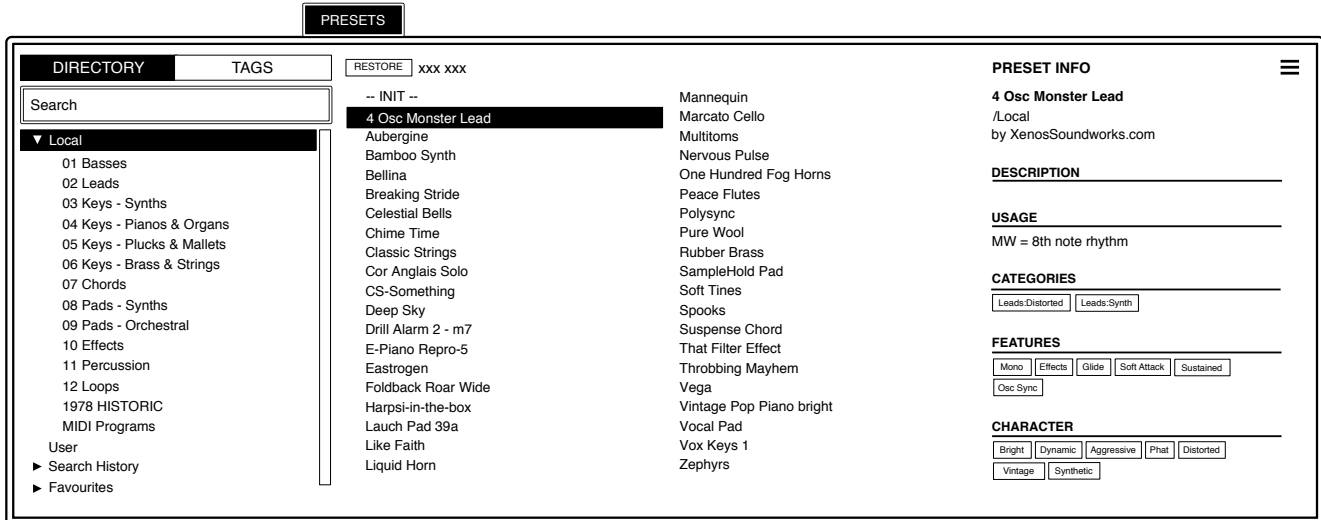 PRESETS
DIRECTORY
TAGS
Search
▼ Local
01 Basses
02 Leads
03 Keys - Synths
04 Keys - Pianos & Organs
05 Keys - Plucks & Mallets
06 Keys - Brass & Strings
07 Chords
08 Pads - Synths
09 Pads - Orchestral
10 Effects
11 Percussion
12 Loops
1978 HISTORIC
MIDI Programs
User
► Search History
► Favourites
RESTORE xxx xxx
-- INIT --
4 Osc Monster Lead
Aubergine
Bamboo Synth
Bellina
Breaking Stride
Celestial Bells
Chime Time
Classic Strings
Cor Anglais Solo
CS-Something
Deep Sky
Drill Alarm 2 - m7
E-Piano Repro-5
Eastrogen
Foldback Roar Wide
Harpsi-in-the-box
Lauch Pad 39a
Like Faith
Liquid Horn
Mannequin
Marcato Cello
Multitoms
Nervous Pulse
One Hundred Fog Horns
Peace Flutes
Polysync
Pure Wool
Rubber Brass
SampleHold Pad
Soft Tines
Spooks
Suspense Chord
That Filter Effect
Throbbing Mayhem
Vega
Vintage Pop Piano bright
Vocal Pad
Vox Keys 1
Zephyrs
PRESET INFO
4 Osc Monster Lead
/Local
by XenosSoundworks.com
DESCRIPTION
USAGE
MW = 8th note rhythm
CATEGORIES
Leads:Distorted Leads:Synth
FEATURES
Mono Effects Glide Soft Attack Sustained
Osc Sync
CHARACTER
Bright Dynamic Aggressive Phat Distorted
Vintage Synthetic